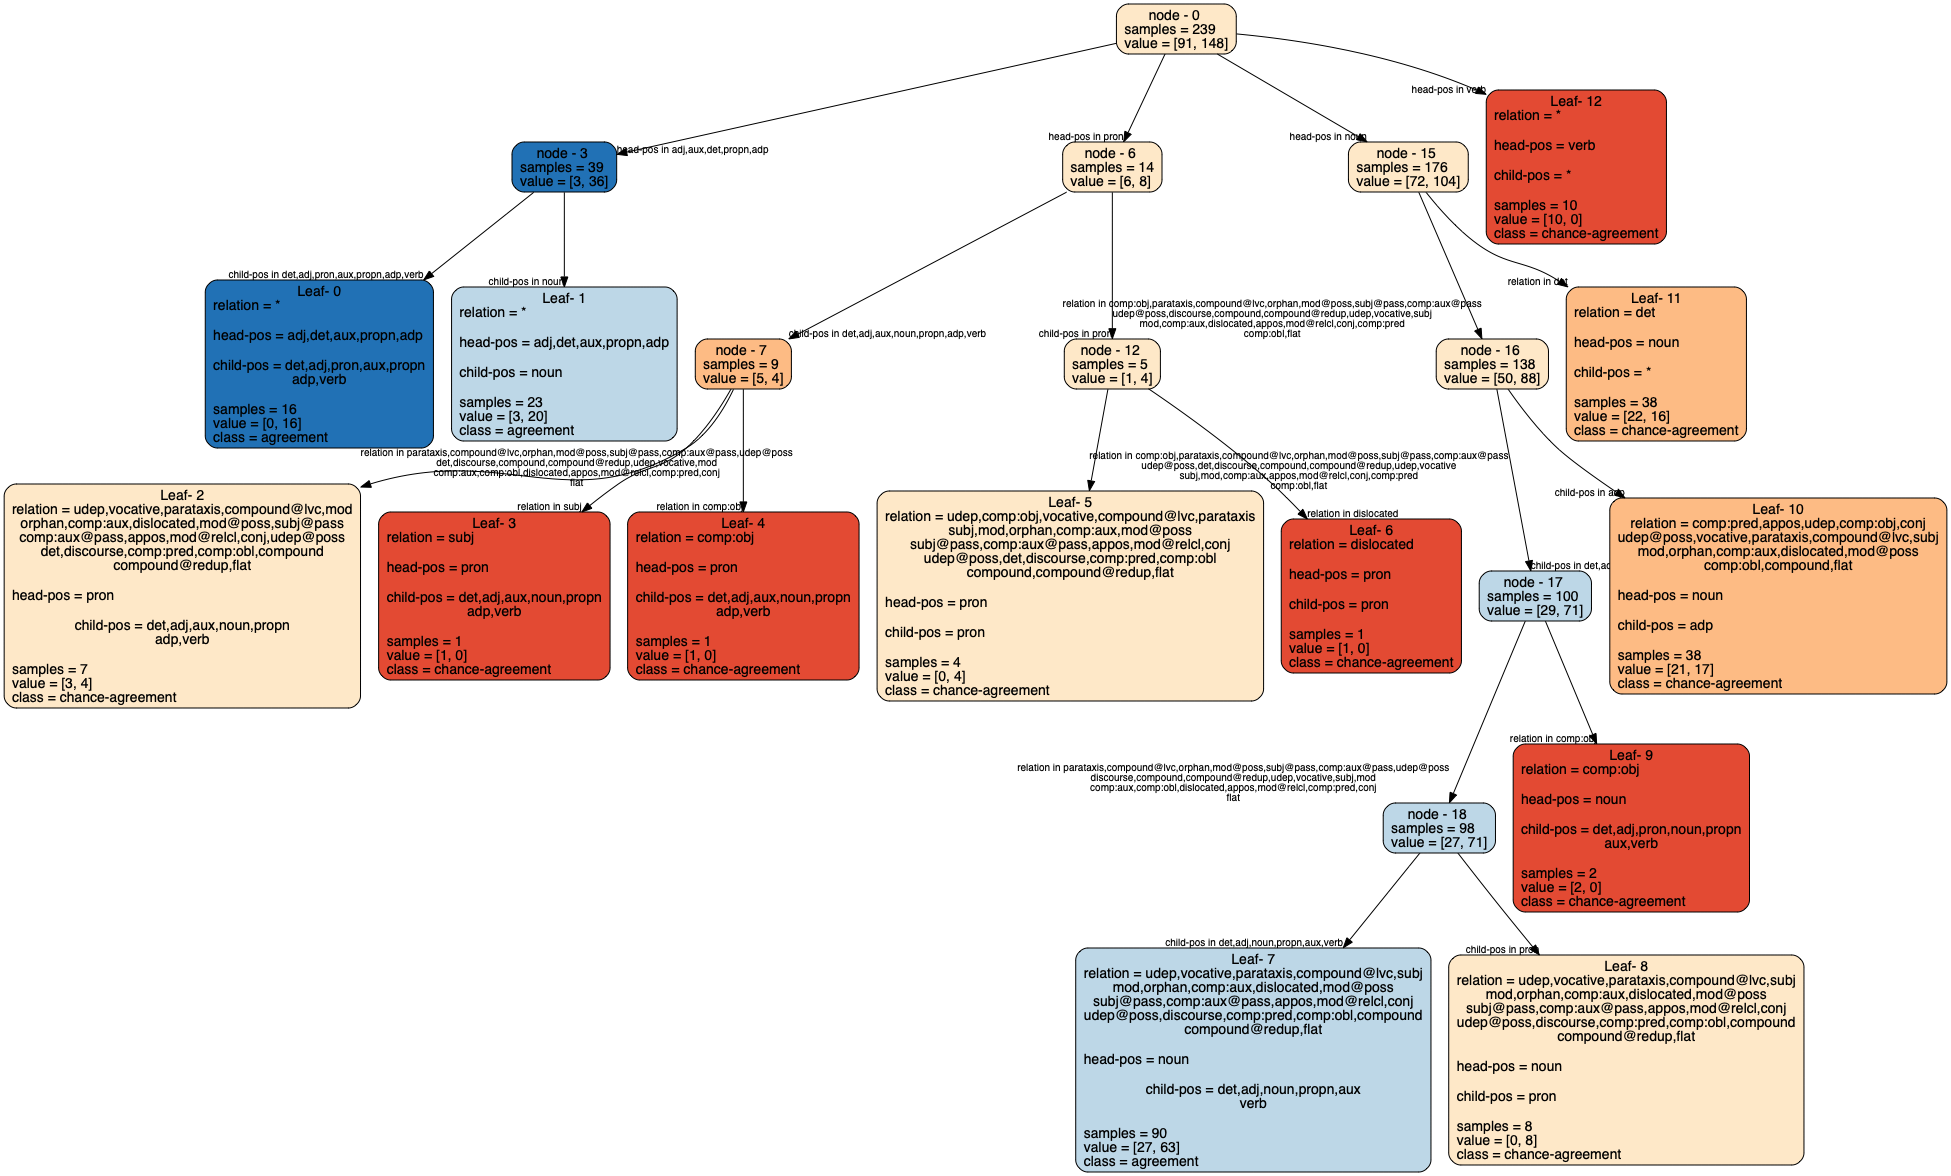 node - 0
samples = 239
value = [91, 148]
head-pos in adj,aux,det,propn,adp
head-pos in pron
head-pos in noun
head-pos in verb
Leaf- 12
relation = *
head-pos = verb
child-pos = *
samples = 10
value = [10, 0]
class = chance-agreement
node - 3
samples = 39
value = [3, 36]
node - 6
samples = 14
value = [6, 8]
node - 15
samples = 176
value = [72, 104]
child-pos in det,adj,pron,aux,propn,adp,verb
child-pos in noun
Leaf- 0
relation = *
head-pos = adj,det,aux,propn,adp
child-pos = det,adj,pron,aux,propn
adp,verb
samples = 16
value = [0, 16]
class = agreement
Leaf- 1
relation = *
head-pos = adj,det,aux,propn,adp
child-pos = noun
samples = 23
value = [3, 20]
class = agreement
child-pos in det,adj,aux,noun,propn,adp,verb
child-pos in pron
relation in comp:obj,parataxis,compound@lvc,orphan,mod@poss,subj@pass,comp:aux@pass
udep@poss,discourse,compound,compound@redup,udep,vocative,subj
mod,comp:aux,dislocated,appos,mod@relcl,conj,comp:pred
comp:obl,flat
relation in det
Leaf- 11
relation = det
head-pos = noun
child-pos = *
samples = 38
value = [22, 16]
class = chance-agreement
node - 7
samples = 9
value = [5, 4]
node - 12
samples = 5
value = [1, 4]
node - 16
samples = 138
value = [50, 88]
relation in parataxis,compound@lvc,orphan,mod@poss,subj@pass,comp:aux@pass,udep@poss
det,discourse,compound,compound@redup,udep,vocative,mod
comp:aux,comp:obl,dislocated,appos,mod@relcl,comp:pred,conj
flat
relation in subj
relation in comp:obj
relation in comp:obj,parataxis,compound@lvc,orphan,mod@poss,subj@pass,comp:aux@pass
udep@poss,det,discourse,compound,compound@redup,udep,vocative
subj,mod,comp:aux,appos,mod@relcl,conj,comp:pred
comp:obl,flat
relation in dislocated
child-pos in adp
Leaf- 2
relation = udep,vocative,parataxis,compound@lvc,mod
orphan,comp:aux,dislocated,mod@poss,subj@pass
comp:aux@pass,appos,mod@relcl,conj,udep@poss
det,discourse,comp:pred,comp:obl,compound
compound@redup,flat
head-pos = pron
child-pos = det,adj,aux,noun,propn
adp,verb
samples = 7
value = [3, 4]
class = chance-agreement
Leaf- 3
relation = subj
head-pos = pron
child-pos = det,adj,aux,noun,propn
adp,verb
samples = 1
value = [1, 0]
class = chance-agreement
Leaf- 4
relation = comp:obj
head-pos = pron
child-pos = det,adj,aux,noun,propn
adp,verb
samples = 1
value = [1, 0]
class = chance-agreement
Leaf- 5
relation = udep,comp:obj,vocative,compound@lvc,parataxis
subj,mod,orphan,comp:aux,mod@poss
subj@pass,comp:aux@pass,appos,mod@relcl,conj
udep@poss,det,discourse,comp:pred,comp:obl
compound,compound@redup,flat
head-pos = pron
child-pos = pron
samples = 4
value = [0, 4]
class = chance-agreement
Leaf- 6
relation = dislocated
head-pos = pron
child-pos = pron
samples = 1
value = [1, 0]
class = chance-agreement
Leaf- 10
relation = comp:pred,appos,udep,comp:obj,conj
udep@poss,vocative,parataxis,compound@lvc,subj
mod,orphan,comp:aux,dislocated,mod@poss
comp:obl,compound,flat
head-pos = noun
child-pos = adp
samples = 38
value = [21, 17]
class = chance-agreement
child-pos in det,ad
node - 17
samples = 100
value = [29, 71]
relation in parataxis,compound@lvc,orphan,mod@poss,subj@pass,comp:aux@pass,udep@poss
discourse,compound,compound@redup,udep,vocative,subj,mod
comp:aux,comp:obl,dislocated,appos,mod@relcl,comp:pred,conj
flat
relation in comp:obj
Leaf- 9
relation = comp:obj
head-pos = noun
child-pos = det,adj,pron,noun,propn
aux,verb
samples = 2
value = [2, 0]
class = chance-agreement
node - 18
samples = 98
value = [27, 71]
child-pos in det,adj,noun,propn,aux,verb
child-pos in pron
Leaf- 7
relation = udep,vocative,parataxis,compound@lvc,subj
mod,orphan,comp:aux,dislocated,mod@poss
subj@pass,comp:aux@pass,appos,mod@relcl,conj
udep@poss,discourse,comp:pred,comp:obl,compound
compound@redup,flat
head-pos = noun
child-pos = det,adj,noun,propn,aux
verb
samples = 90
value = [27, 63]
class = agreement
Leaf- 8
relation = udep,vocative,parataxis,compound@lvc,subj
mod,orphan,comp:aux,dislocated,mod@poss
subj@pass,comp:aux@pass,appos,mod@relcl,conj
udep@poss,discourse,comp:pred,comp:obl,compound
compound@redup,flat
head-pos = noun
child-pos = pron
samples = 8
value = [0, 8]
class = chance-agreement